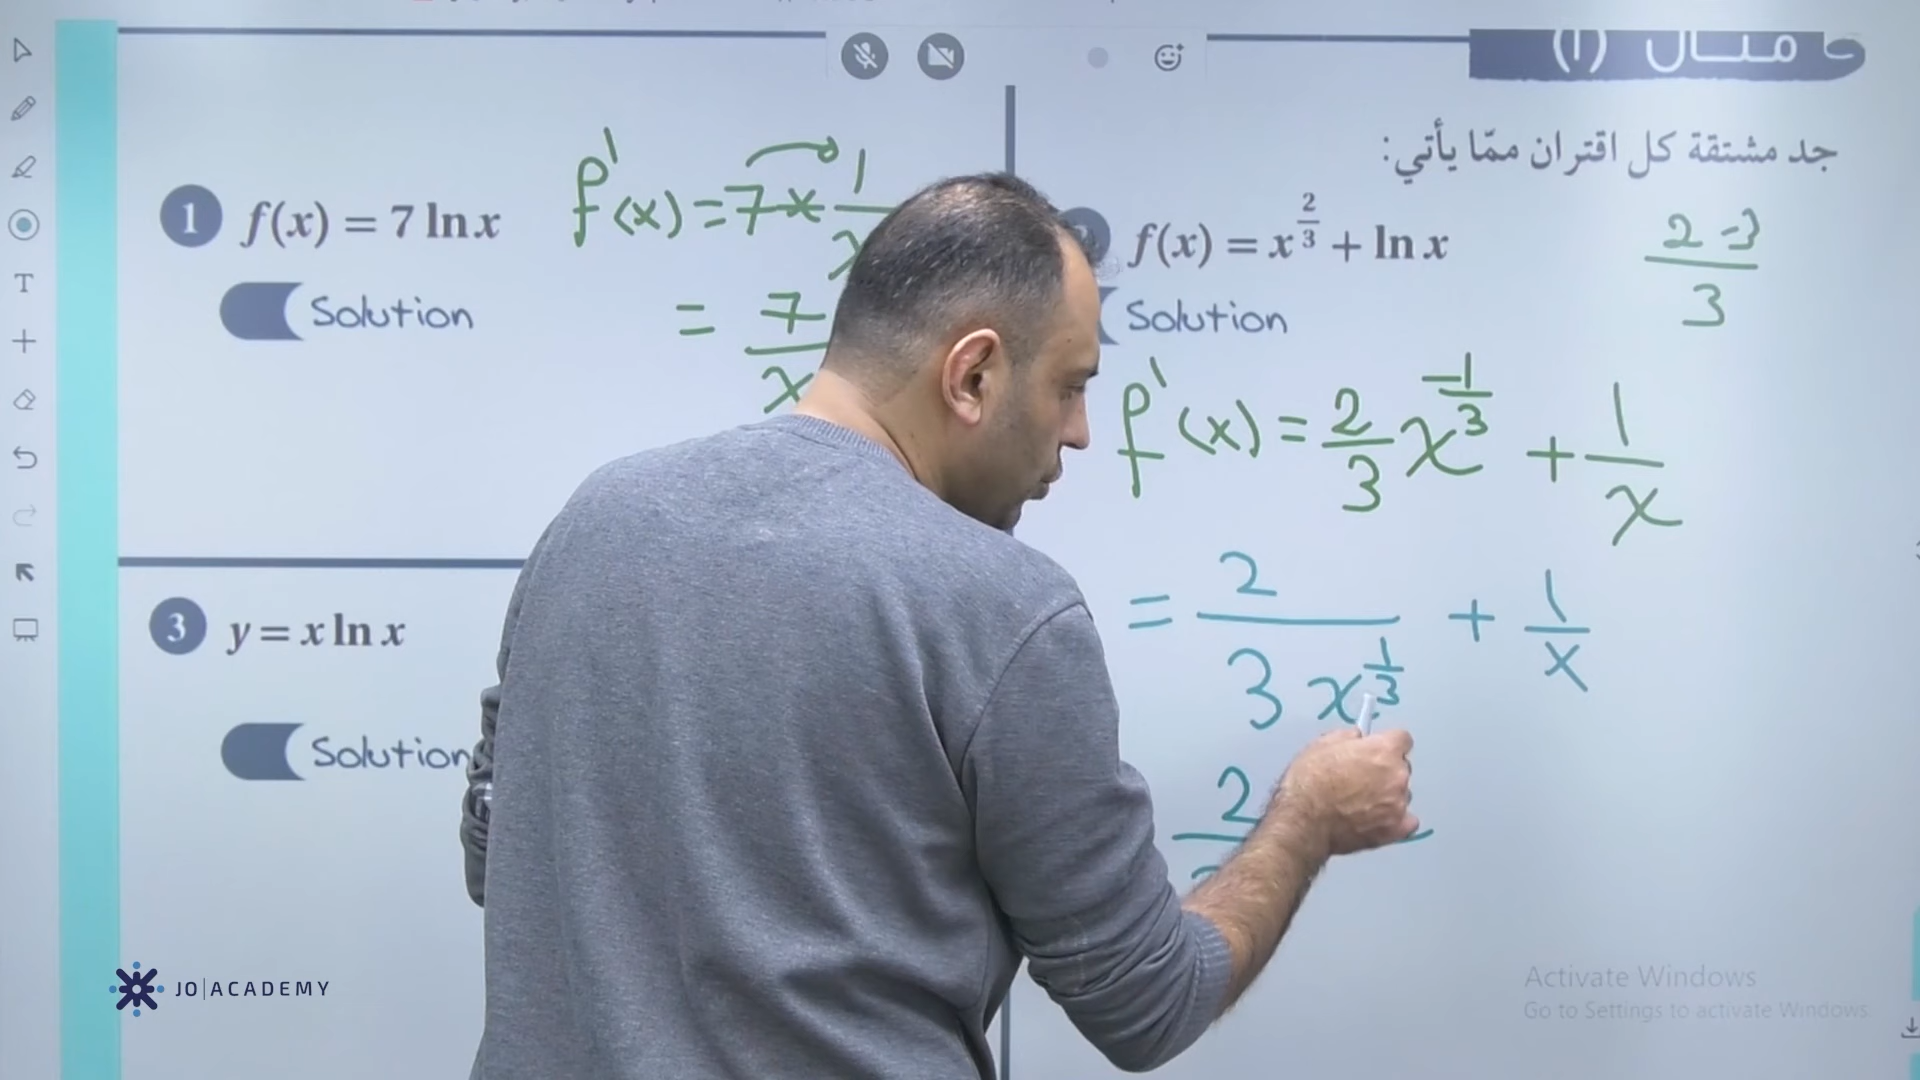 مثال (1)
جد مشتقة كل اقتران ممّا يأتي:
1 f(x) = 7 ln x
Solution
f'(x) = 7 × 1/x
= 7/x
f(x) = x^(2/3) + ln x
Solution
2-3/3
f'(x) = 2/3 x^(-1/3) + 1/x
= 2/(3 x^(1/3)) + 1/x
2
3 y = x ln x
Solution
JO|ACADEMY
T
Activate Windows
Go to Settings to activate Windows.